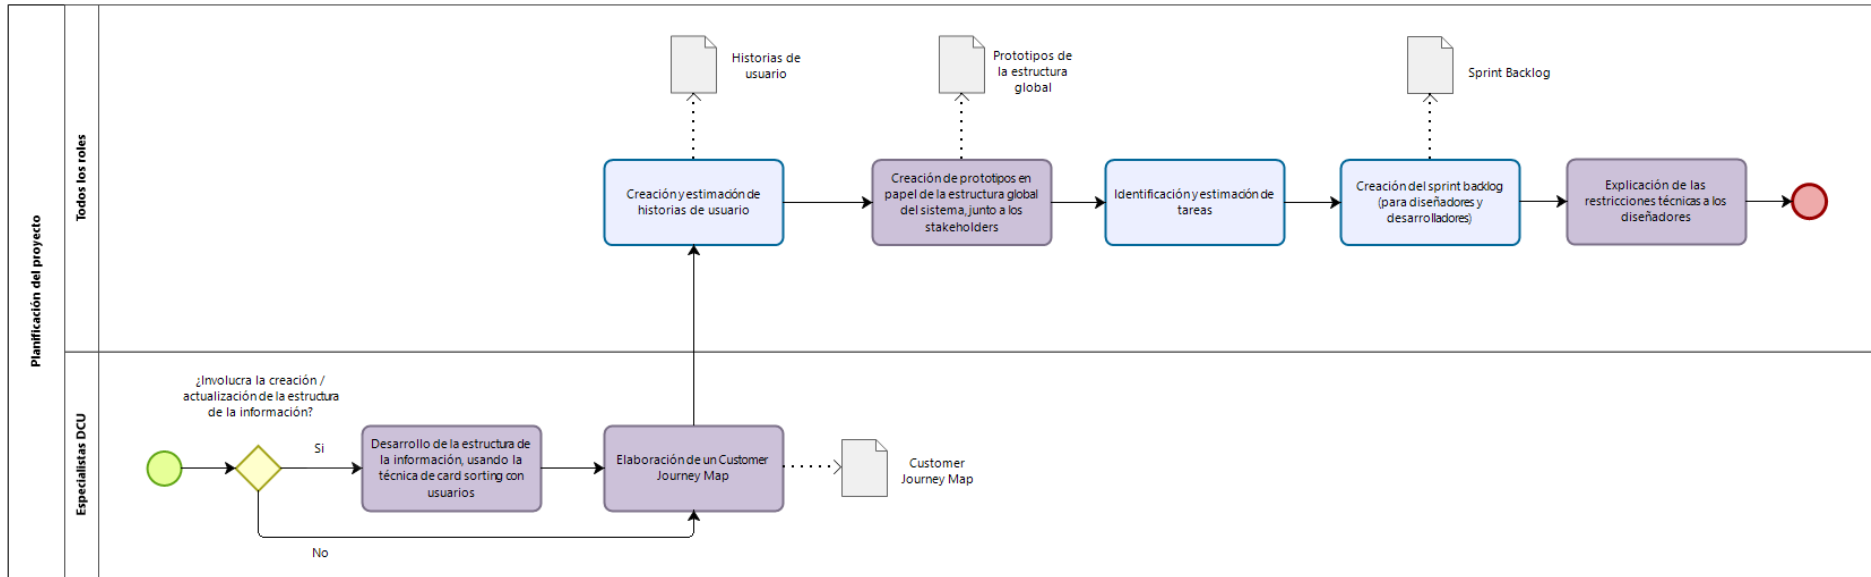 Planificación del proyecto
Todos los roles
Historias de
usuario
Prototipos de
la estructura
global
Sprint Backlog
Creación y estimación de
historias de usuario
Creación de prototipos en
papel de la estructura global
del sistema, junto a los
stakeholders
Identificación y estimación de
tareas
Creación del sprint backlog
(para diseñadores y
desarrolladores)
Explicación de las
restricciones técnicas a los
diseñadores
Especialistas DCU
¿Involucra la creación /
actualización de la estructura
de la información?
Si
No
Desarrollo de la estructura de
la información, usando la
técnica de card sorting con
usuarios
Elaboración de un Customer
Journey Map
Customer
Journey Map